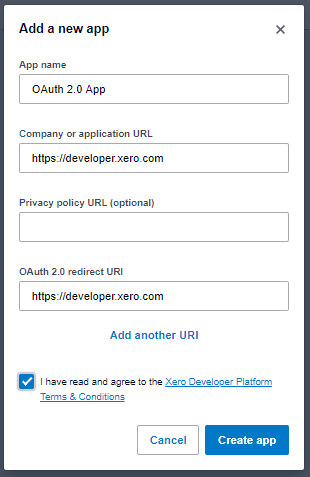 Add a new app
App name
OAuth 2.0 App
Company or application URL
https://developer.xero.com
Privacy policy URL (optional)
OAuth 2.0 redirect URI
https://developer.xero.com
Add another URI
I have read and agree to the Xero Developer Platform
Terms & Conditions
Cancel Create app